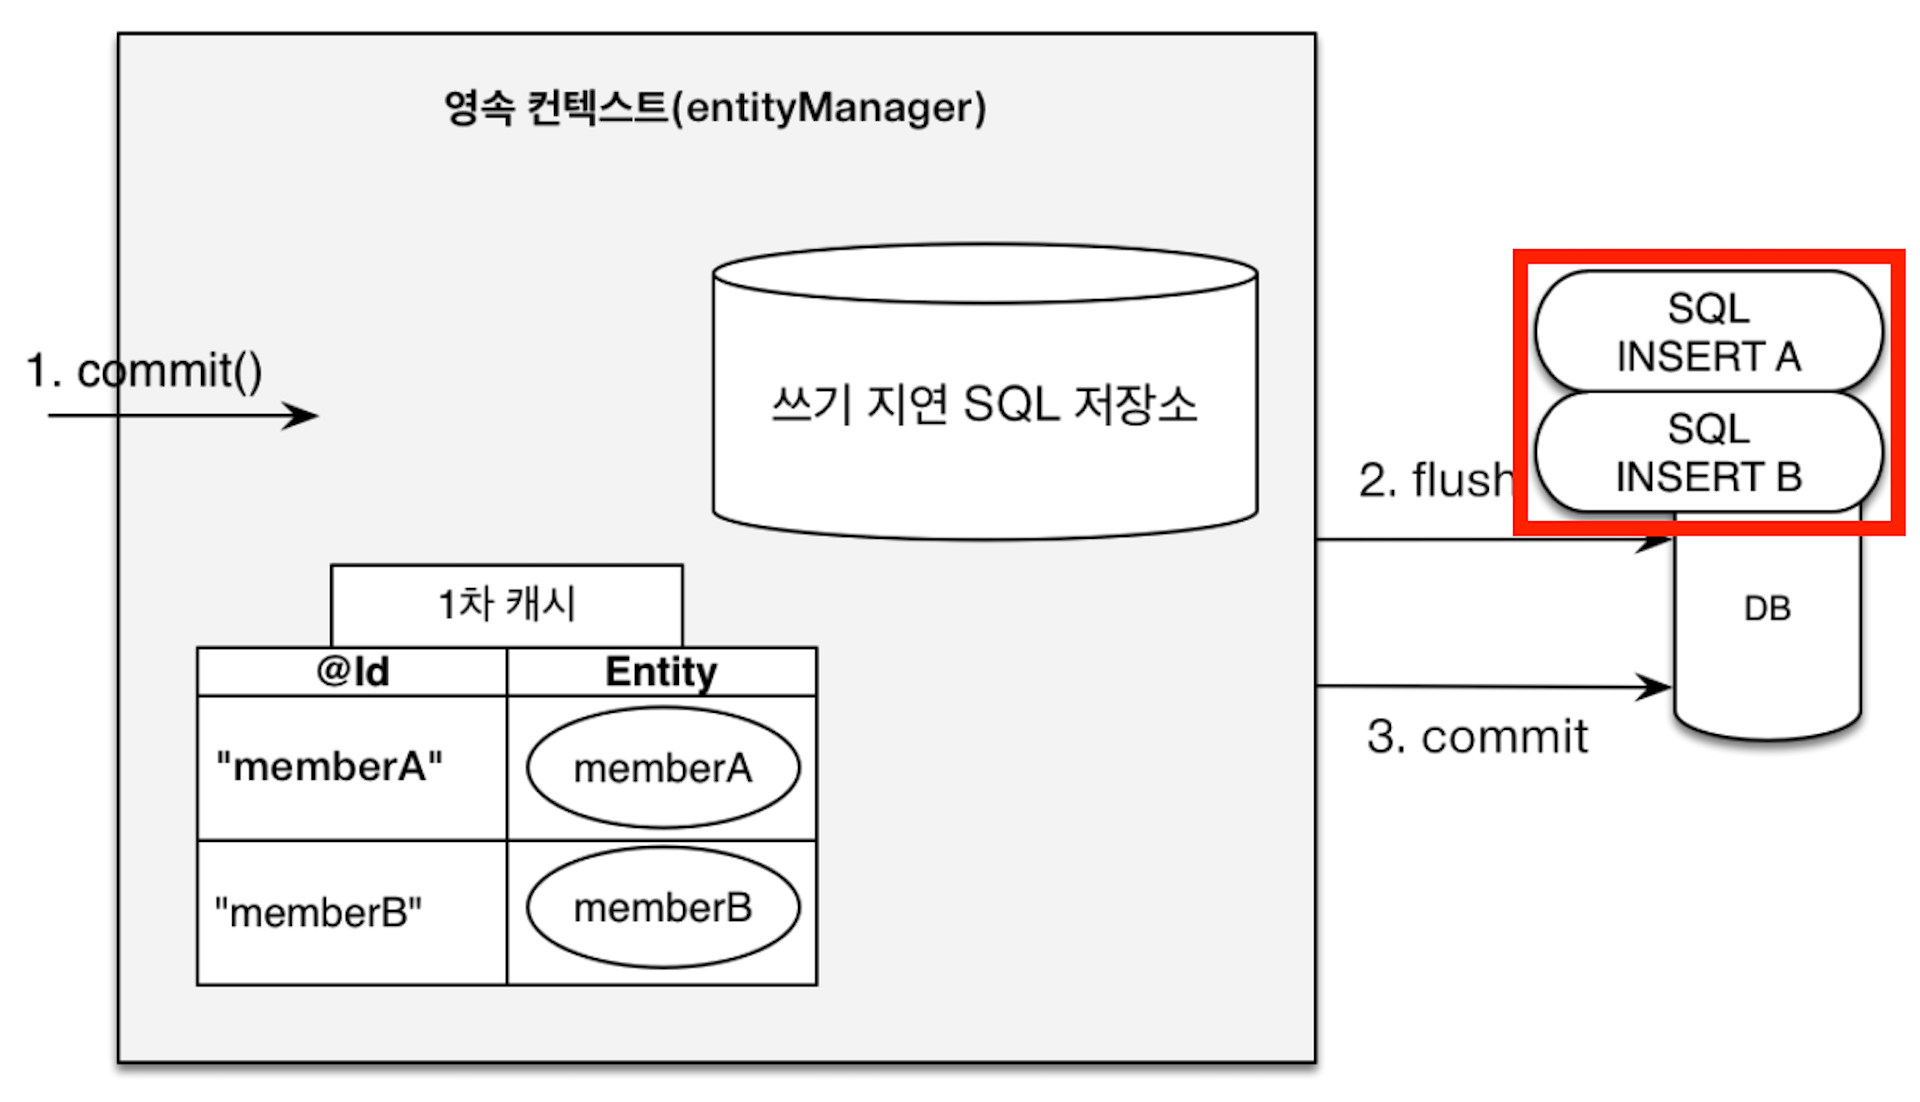 영속 컨텍스트(entityManager)
1. commit()
쓰기 지연 SQL 저장소
SQL
INSERT A
SQL
INSERT B
2. flush
DB
3. commit
1차 캐시
@Id Entity
"memberA" memberA
"memberB" memberB